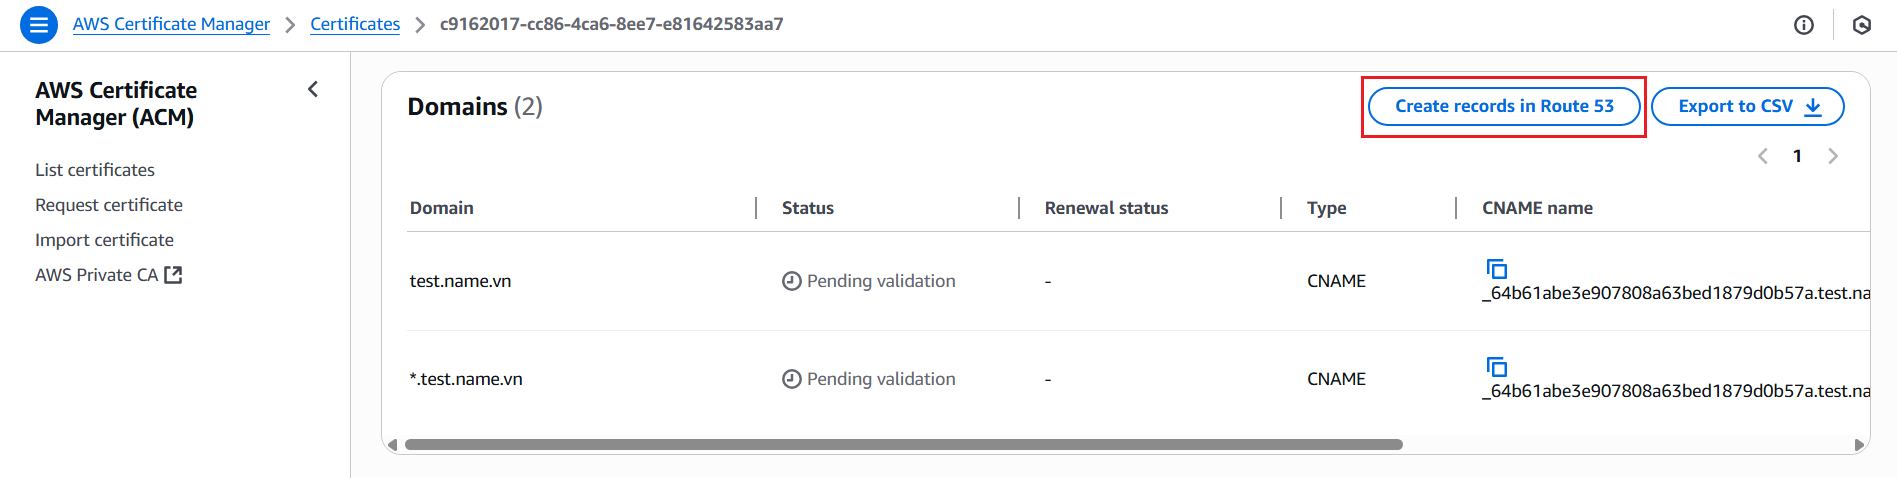 AWS Certificate Manager > Certificates > c9162017-cc86-4ca6-8ee7-e81642583aa7
AWS Certificate
Manager (ACM)
List certificates
Request certificate
Import certificate
AWS Private CA
Domains (2)
Create records in Route 53
Export to CSV
1
Domain Status Renewal status Type CNAME name
test.name.vn Pending validation - CNAME _64b61abe3e907808a63bed1879d0b57a.test.na
*.test.name.vn Pending validation - CNAME _64b61abe3e907808a63bed1879d0b57a.test.na